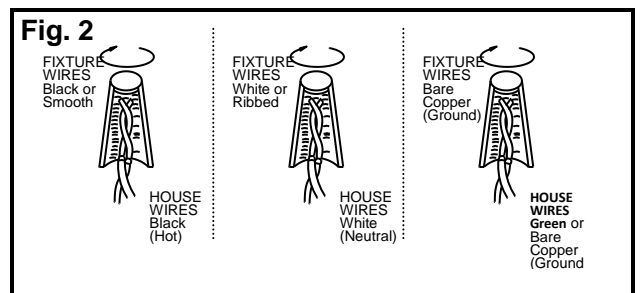 Fig. 2
FIXTURE
WIRES
Black or
Smooth
HOUSE
WIRES
Black
(Hot)
FIXTURE
WIRES
White or
Ribbed
HOUSE
WIRES
White
(Neutral)
FIXTURE
WIRES
Bare
Copper
(Ground)
HOUSE
WIRES
Green or
Bare
Copper
(Ground